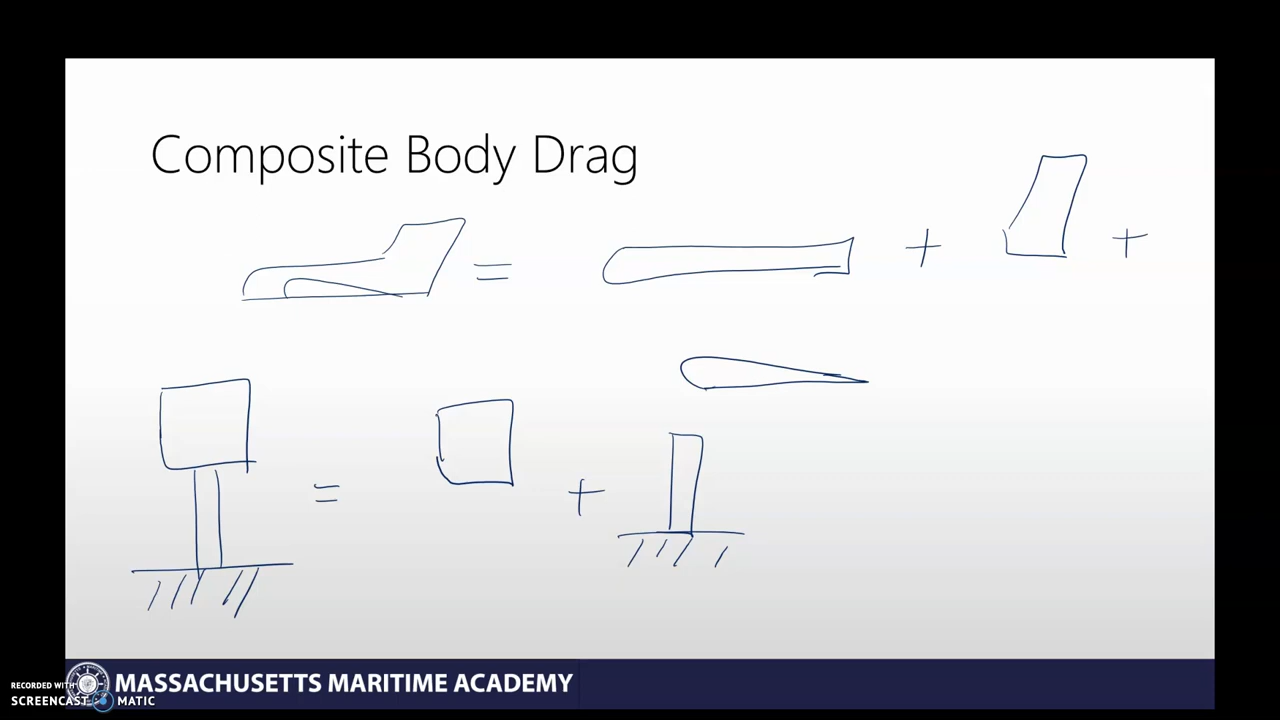 Composite Body Drag
= + +
= +
MASSACHUSETTS MARITIME ACADEMY
RECORDED WITH
SCREENCAST MATIC